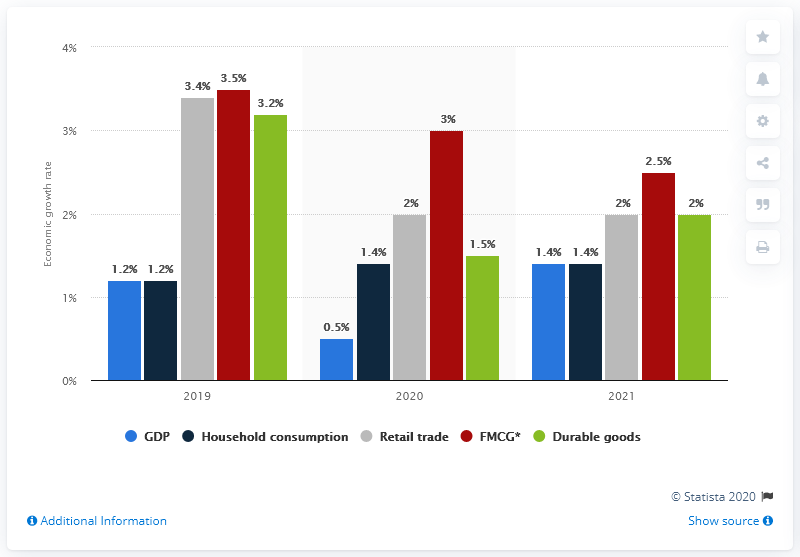 4%
3%
2%
1%
0%
Economic growth rate
1.2%
1.2%
3.4%
3.5%
3.2%
0.5%
1.4%
2%
3%
1.5%
1.4%
1.4%
2%
2.5%
2%
2019
2020
2021
GDP
Household consumption
Retail trade
FMCG*
Durable goods
© Statista 2020
Additional Information
Show source